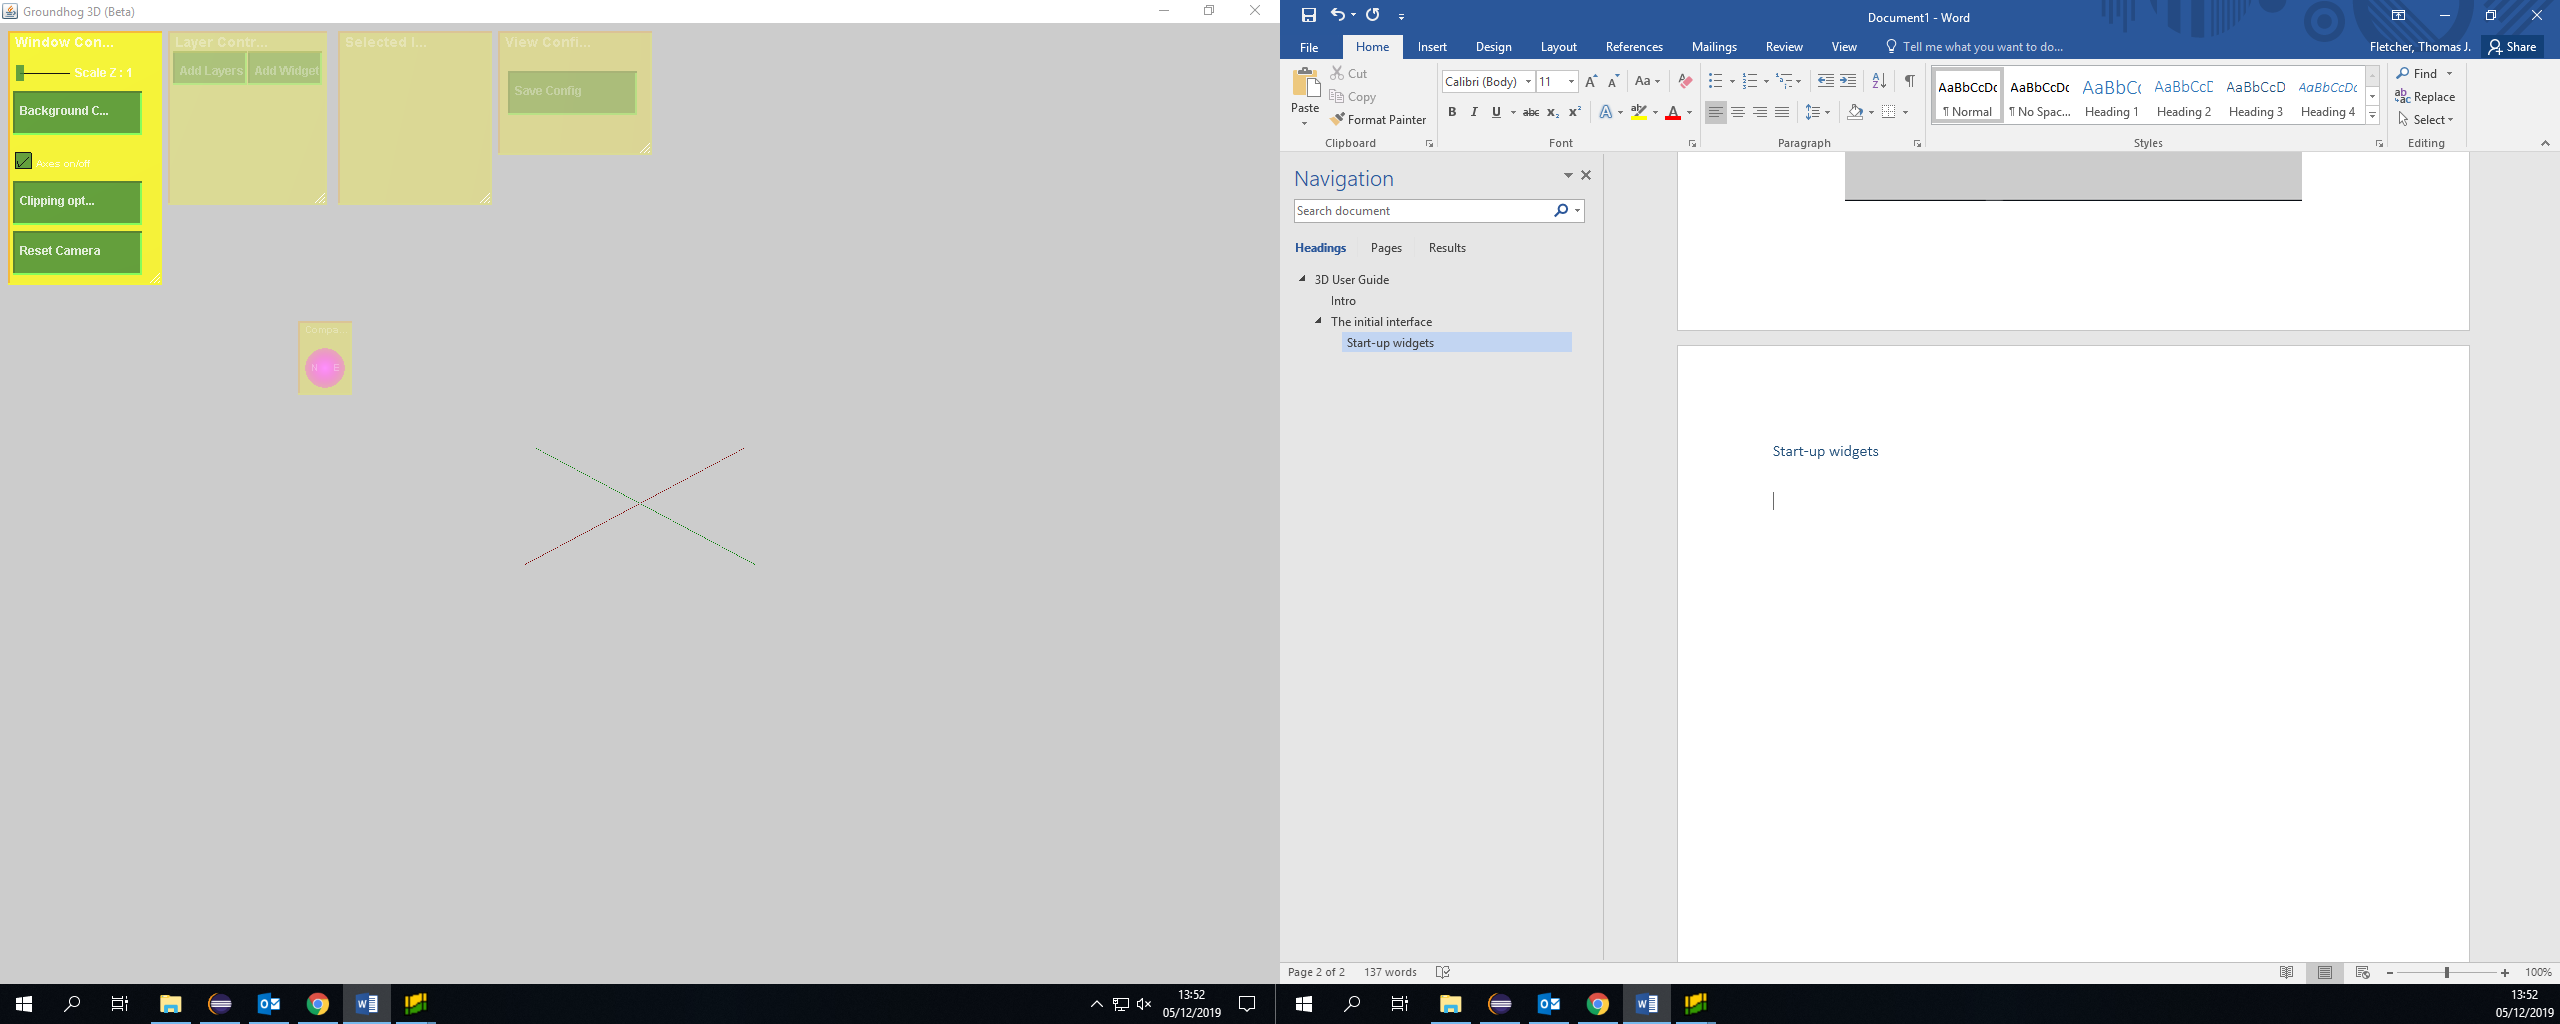 Groundhog 3D (Beta)
Window Con...
Scale Z : 1
Background C...
Axes on/off
Clipping opt...
Reset Camera
Layer Contr...
Add Layers
Add Widget
Selected I...
View Confi...
Save Config
Compa...
N E
13:52
05/12/2019
Document1 - Word
File Home Insert Design Layout References Mailings Review View Tell me what you want to do... Fletcher, Thomas J. Share
Paste
Cut
Copy
Format Painter
Clipboard
Calibri (Body) 11
Aa
B I U abc x₂ x² A ab A
Font
Paragraph
AaBbCcDc AaBbCcDc AaBbCc AaBbCcE AaBbCcD AaBbCcDc
¶ Normal ¶ No Spac... Heading 1 Heading 2 Heading 3 Heading 4
Styles
Find
Replace
Select
Editing
Navigation
Search document
Headings Pages Results
3D User Guide
Intro
The initial interface
Start-up widgets
Start-up widgets
Page 2 of 2 137 words
100%
13:52
05/12/2019